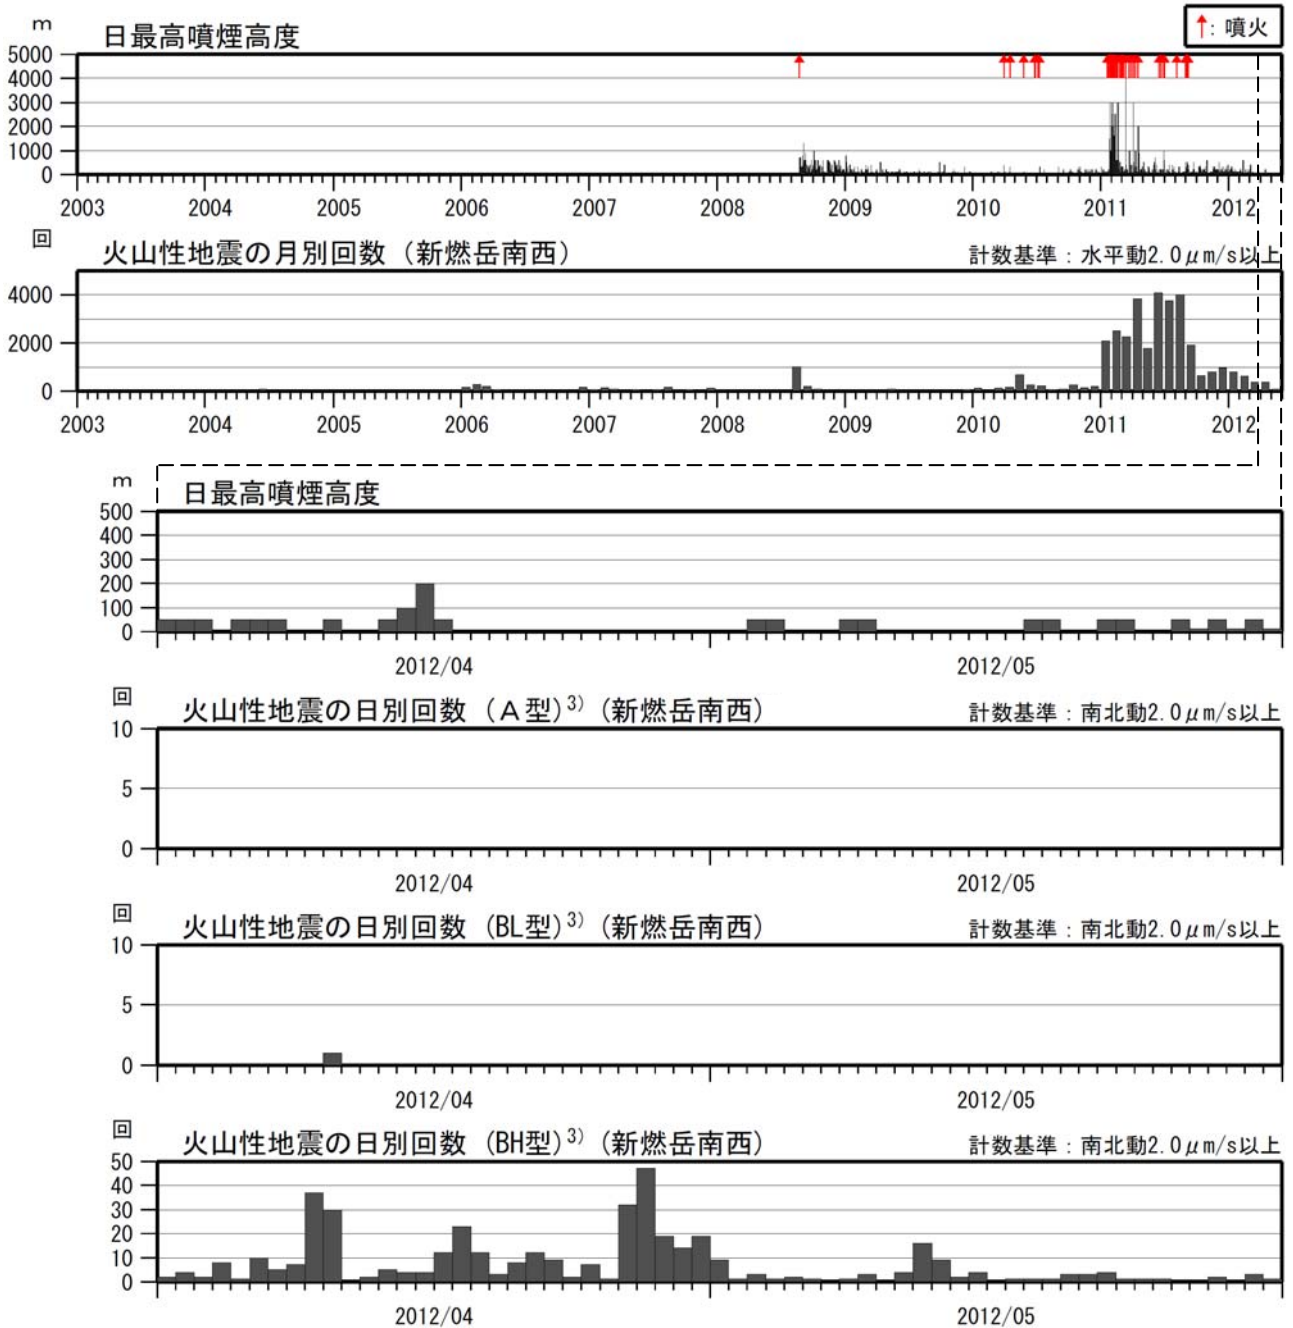 m
日最高噴煙高度
↑: 噴火
5000
4000
3000
2000
1000
0
2003 2004 2005 2006 2007 2008 2009 2010 2011 2012
回
火山性地震の月別回数（新燃岳南西）
計数基準：水平動2.0μm/s以上
4000
2000
0
2003 2004 2005 2006 2007 2008 2009 2010 2011 2012
m
日最高噴煙高度
500
400
300
200
100
0
2012/04 2012/05
回
火山性地震の日別回数（A型）3)（新燃岳南西）
計数基準：南北動2.0μm/s以上
10
5
0
2012/04 2012/05
回
火山性地震の日別回数（BL型）3)（新燃岳南西）
計数基準：南北動2.0μm/s以上
10
5
0
2012/04 2012/05
回
火山性地震の日別回数（BH型）3)（新燃岳南西）
計数基準：南北動2.0μm/s以上
50
40
30
20
10
0
2012/04 2012/05